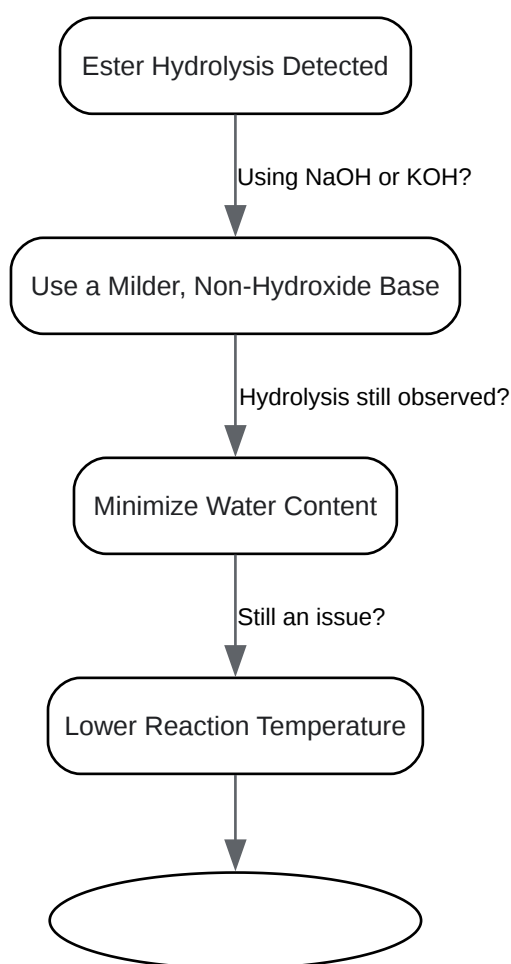 Ester Hydrolysis Detected
Using NaOH or KOH?
Use a Milder, Non-Hydroxide Base
Hydrolysis still observed?
Minimize Water Content
Still an issue?
Lower Reaction Temperature